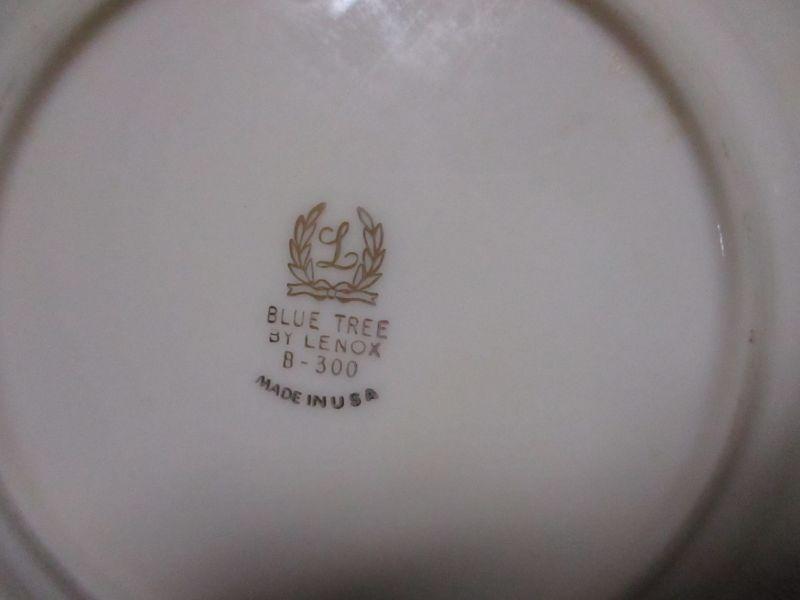 L
BLUE TREE
BY LENOX
B-300
MADE IN USA